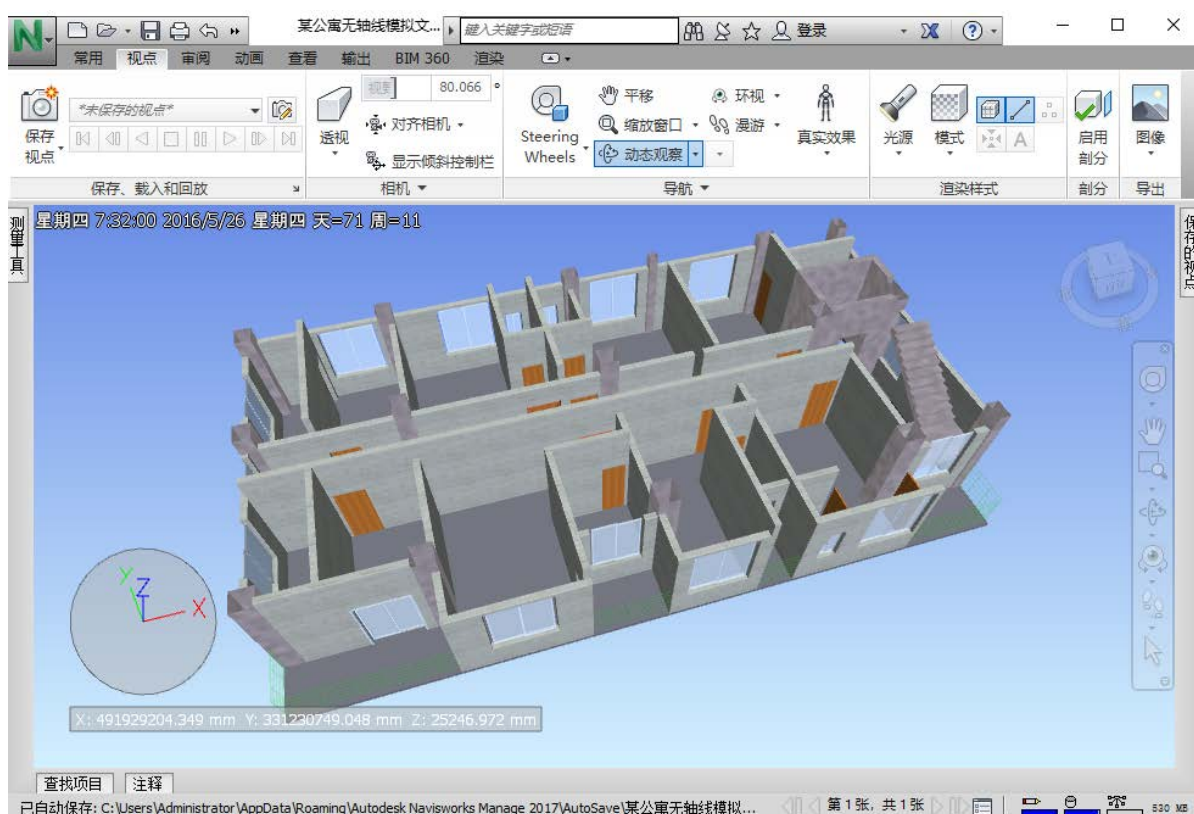 某公寓无轴线模拟文... 键入关键字或短语 登录
常用 视点 审阅 动画 查看 输出 BIM 360 渲染
*未保存的视点* 80.066 ° 平移 环视
对齐相机 缩放窗口 漫游
保存视点 透视 显示倾斜控制栏 Steering Wheels 动态观察 真实效果 光源 模式 启用剖分 图像
保存、载入和回放 相机 导航 渲染样式 剖分 导出
测量工具
保存的视点
星期四 7:32:00 2016/5/26 星期四 天=71 周=11
Y
Z
X
X: 491929204.349 mm Y: 331230749.048 mm Z: 25246.972 mm
查找项目 注释
已自动保存: C:\Users\Administrator\AppData\Roaming\Autodesk Navisworks Manage 2017\AutoSave\某公寓无轴线模拟... 第1张, 共1张 530 MB